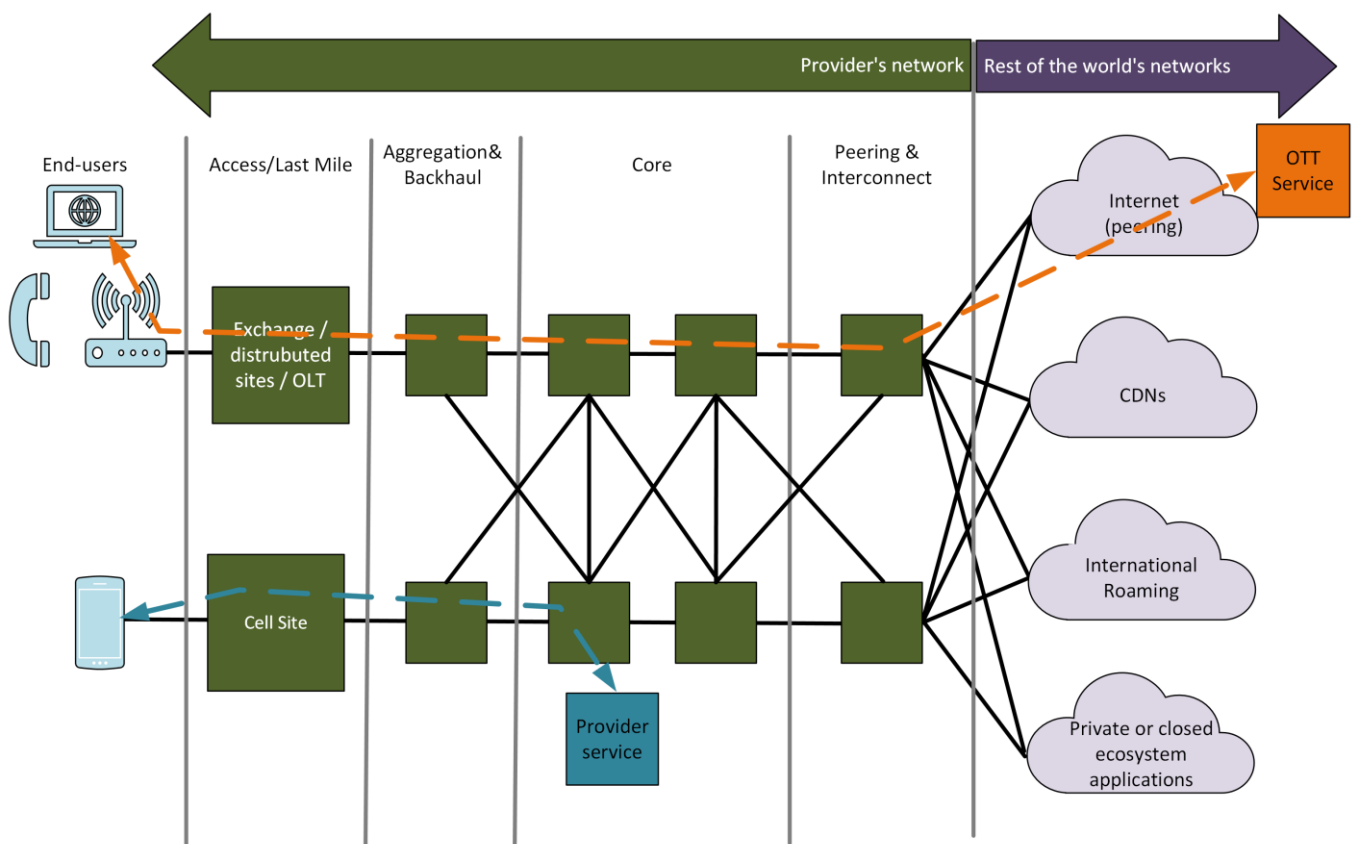 Provider's network
Rest of the world's networks
End-users
Access/Last Mile
Aggregation&
Backhaul
Core
Peering &
Interconnect
OTT
Service
Internet
(peering)
Exchange /
distrubuted
sites / OLT
CDNs
Cell Site
International
Roaming
Provider
service
Private or closed
ecosystem
applications